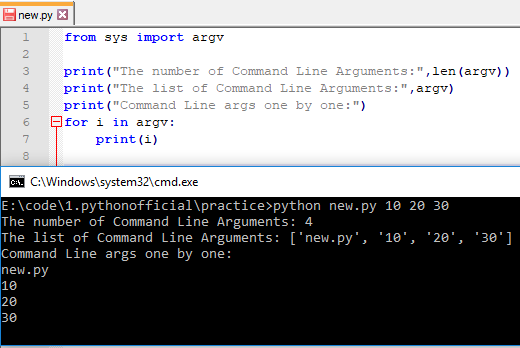 new.py
1 from sys import argv
2
3 print("The number of Command Line Arguments:",len(argv))
4 print("The list of Command Line Arguments:",argv)
5 print("Command Line args one by one:")
6 for i in argv:
7     print(i)
8
C:\Windows\system32\cmd.exe
E:\code\1.pythonofficial\practice>python new.py 10 20 30
The number of Command Line Arguments: 4
The list of Command Line Arguments: ['new.py', '10', '20', '30']
Command Line args one by one:
new.py
10
20
30